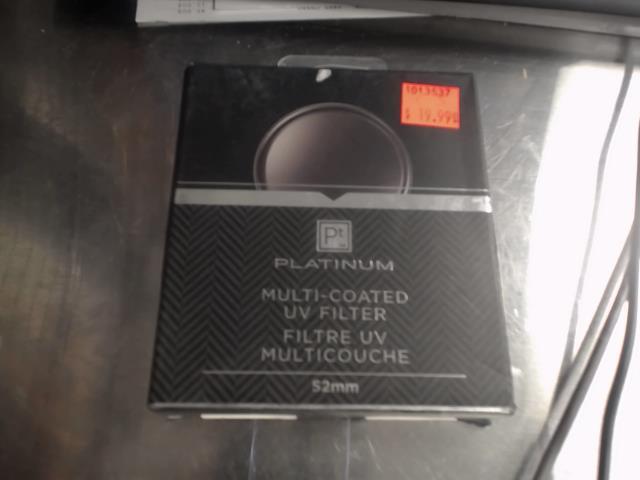 1013537
$ 19.99
Pt
PLATINUM
MULTI-COATED
UV FILTER
FILTRE UV
MULTICOUCHE
52mm